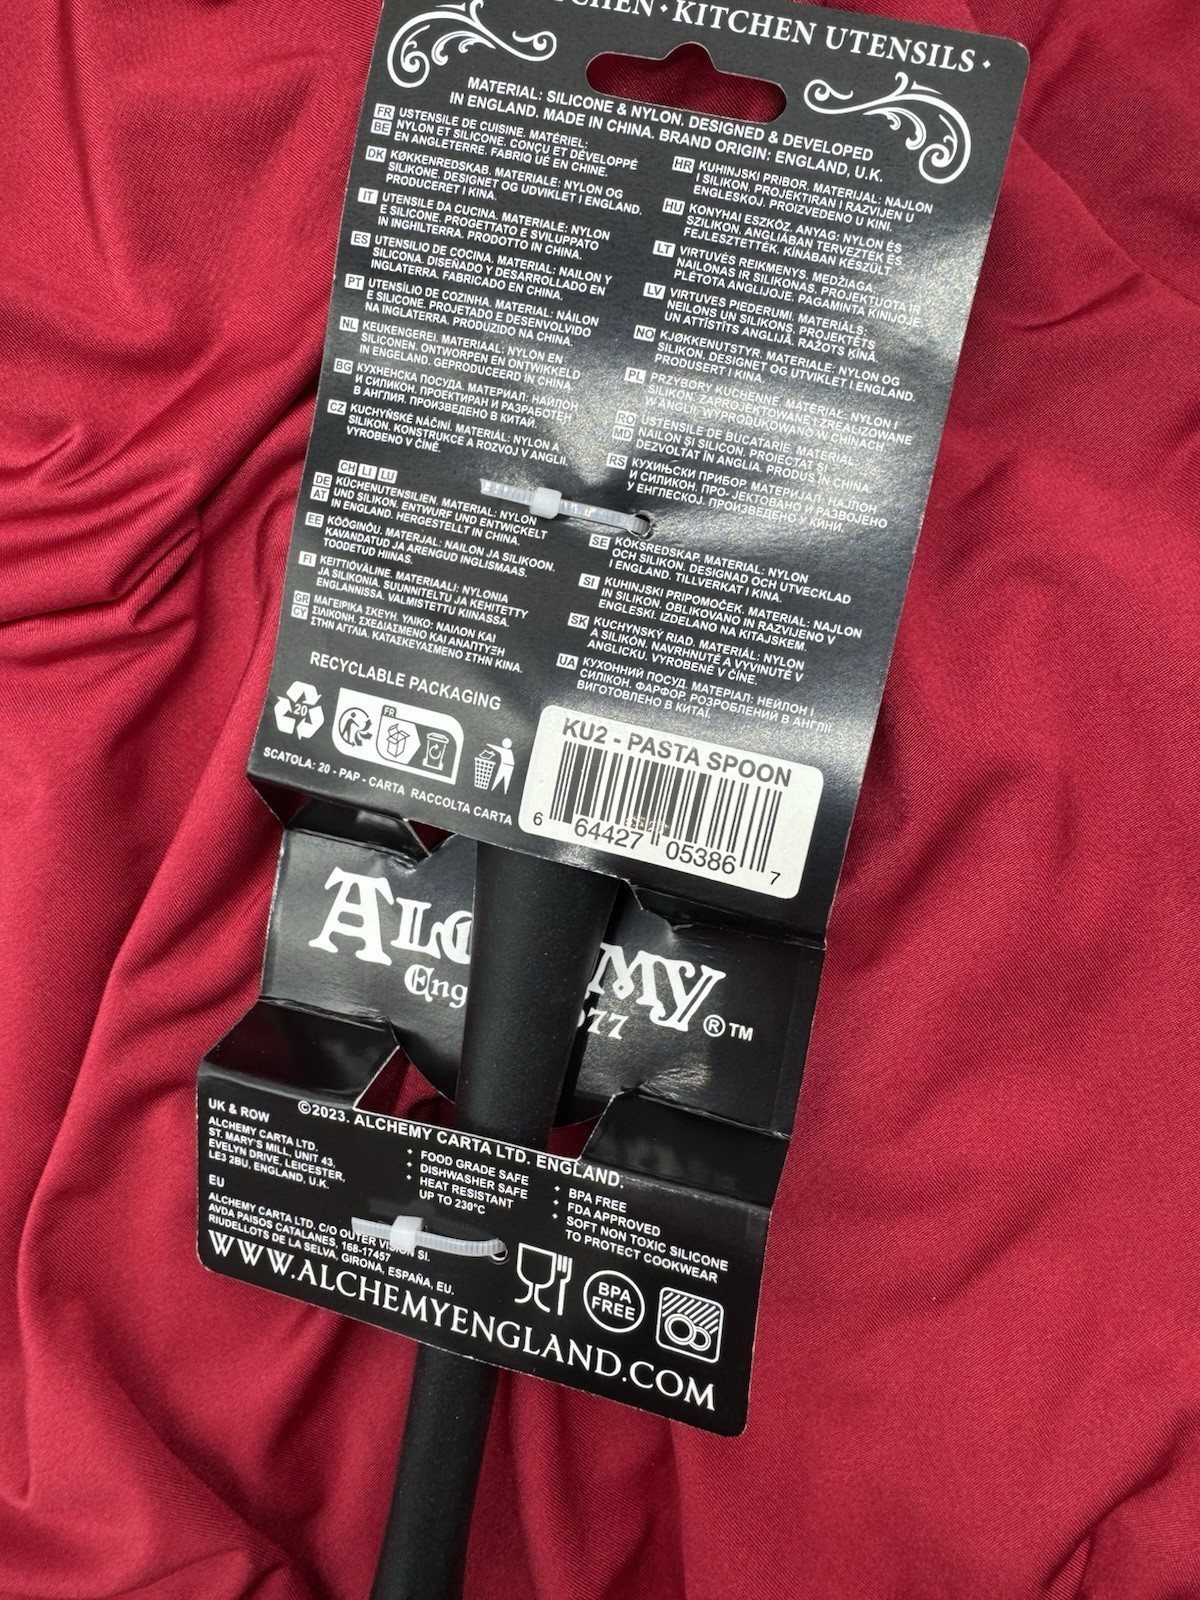 KITCHEN · KITCHEN UTENSILS ·
MATERIAL: SILICONE & NYLON. DESIGNED & DEVELOPED
IN ENGLAND. MADE IN CHINA. BRAND ORIGIN: ENGLAND, U.K.
FR BE USTENSILE DE CUISINE. MATÉRIEL:
NYLON ET SILICONE. CONÇU ET DÉVELOPPÉ
EN ANGLETERRE. FABRIQ UÉ EN CHINE.
DK KØKKENREDSKAB. MATERIALE: NYLON OG
SILIKONE. DESIGNET OG UDVIKLET I ENGLAND.
PRODUCERET I KINA.
IT UTENSILE DA CUCINA. MATERIALE: NYLON
E SILICONE. PROGETTATO E SVILUPPATO
IN INGHILTERRA. PRODOTTO IN CHINA.
ES UTENSILIO DE COCINA. MATERIAL: NAILON Y
SILICONA. DISEÑADO Y DESARROLLADO EN
INGLATERRA. FABRICADO EN CHINA.
PT UTENSÍLIO DE COZINHA. MATERIAL: NÁILON
E SILICONE. PROJETADO E DESENVOLVIDO
NA INGLATERRA. PRODUZIDO NA CHINA.
NL KEUKENGEREI. MATERIAAL: NYLON EN
SILICONEN. ONTWORPEN EN ONTWIKKELD
IN ENGELAND. GEPRODUCEERD IN CHINA.
BG КУХНЕНСКА ПОСУДА. МАТЕРИАЛ: НАЙЛОН
И СИЛИКОН. ПРОЕКТИРАН И РАЗРАБОТЕН
В АНГЛИЯ. ПРОИЗВЕДЕНО В КИТАЙ.
CZ KUCHYŇSKÉ NÁČINÍ. MATERIÁL: NYLON A
SILIKON. KONSTRUKCE A ROZVOJ V ANGLII.
VYROBENO V ČÍNĚ.
CH LI LU
DE AT KÜCHENUTENSILIEN. MATERIAL: NYLON
UND SILIKON. ENTWURF UND ENTWICKELT
IN ENGLAND. HERGESTELLT IN CHINA.
EE KÖÖGINÕU. MATERJAL: NAILON JA SILIKOON.
KAVANDATUD JA ARENGUD INGLISMAAS.
TOODETUD HIINAS.
FI KEITTIÖVÄLINE. MATERIAALI: NYLONIA
JA SILIKONIA. SUUNNITELTU JA KEHITETTY
ENGLANNISSA. VALMISTETTU KIINASSA.
GR CY ΜΑΓΕΙΡΙΚΑ ΣΚΕΥΗ. ΥΛΙΚΟ: ΝΑΙΛΟΝ ΚΑΙ
ΣΙΛΙΚΟΝΗ. ΣΧΕΔΙΑΣΜΕΝΟ ΚΑΙ ΑΝΑΠΤΥΞΗ
ΣΤΗΝ ΑΓΓΛΙΑ. ΚΑΤΑΣΚΕΥΑΣΜΕΝΟ ΣΤΗΝ ΚΙΝΑ.
HR KUHINJSKI PRIBOR. MATERIJAL: NAJLON
I SILIKON. PROJEKTIRAN I RAZVIJEN U
ENGLESKOJ. PROIZVEDENO U KINI.
HU KONYHAI ESZKÖZ. ANYAG: NYLON ÉS
SZILIKON. ANGLIÁBAN TERVEZTÉK ÉS
FEJLESZTETTÉK. KÍNÁBAN KÉSZÜLT.
LT VIRTUVĖS REIKMENYS. MEDŽIAGA:
NAILONAS IR SILIKONAS. PROJEKTUOTA IR
PLĖTOTA ANGLIJOJE. PAGAMINTA KINIJOJE.
LV VIRTUVES PIEDERUMI. MATERIĀLS:
NEILONS UN SILIKONS. PROJEKTĒTS
UN ATTĪSTĪTS ANGLIJĀ. RAŽOTS ĶĪNĀ.
NO KJØKKENUTSTYR. MATERIALE: NYLON OG
SILIKON. DESIGNET OG UTVIKLET I ENGLAND.
PRODUSERT I KINA.
PL PRZYBORY KUCHENNE. MATERIAŁ: NYLON I
SILIKON. ZAPROJEKTOWANE I ZREALIZOWANE
W ANGLII. WYPRODUKOWANO W CHINACH.
RO MD USTENSILE DE BUCATARIE. MATERIAL:
NAILON ȘI SILICON. PROIECTAT ȘI
DEZVOLTAT ÎN ANGLIA. PRODUS ÎN CHINA.
RS КУХИЊСКИ ПРИБОР. МАТЕРИЈАЛ: НАЈЛОН
И СИЛИКОН. ПРО- ЈЕКТОВАНО И РАЗВОЈЕНО
У ЕНГЛЕСКОЈ. ПРОИЗВЕДЕНО У КИНИ.
SE KÖKSREDSKAP. MATERIAL: NYLON
OCH SILIKON. DESIGNAD OCH UTVECKLAD
I ENGLAND. TILLVERKAT I KINA.
SI KUHINJSKI PRIPOMOČEK. MATERIAL: NAJLON
IN SILIKON. OBLIKOVANO IN RAZVIJENO V
ENGLESKI. IZDELANO NA KITAJSKEM.
SK KUCHYNSKÝ RIAD. MATERIÁL: NYLON
A SILIKÓN. NAVRHNUTÉ A VYVINUTÉ V
ANGLICKU. VYROBENÉ V ČÍNE.
UA КУХОННИЙ ПОСУД. МАТЕРІАЛ: НЕЙЛОН І
СИЛІКОН. ФАРФОР. РОЗРОБЛЕНИЙ В АНГЛІЇ
ВИГОТОВЛЕНО В КИТАЇ.
RECYCLABLE PACKAGING
20
FR
SCATOLA: 20 - PAP - CARTA RACCOLTA CARTA
KU2 - PASTA SPOON
6 64427 05386 7
ALC MY ® TM
Eng 977
©2023. ALCHEMY CARTA LTD. ENGLAND.
UK & ROW
ALCHEMY CARTA LTD,
ST. MARY'S MILL, UNIT 43,
EVELYN DRIVE, LEICESTER,
LE3 2BU, ENGLAND, U.K.
EU
ALCHEMY CARTA LTD. C/O OUTER VISION SI.
AVDA PAISOS CATALANES, 168-17457
RIUDELLOTS DE LA SELVA, GIRONA, ESPAÑA, EU.
FOOD GRADE SAFE
DISHWASHER SAFE
HEAT RESISTANT
UP TO 230°C
BPA FREE
FDA APPROVED
SOFT NON TOXIC SILICONE
TO PROTECT COOKWEAR
BPA
FREE
WWW.ALCHEMYENGLAND.COM